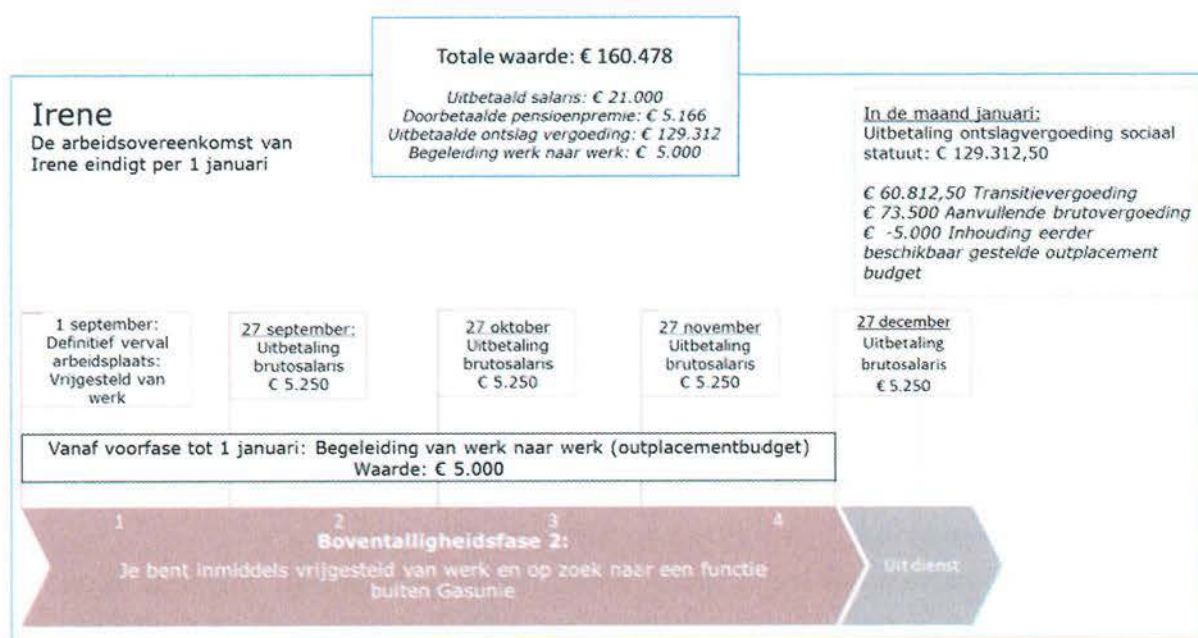 Totale waarde: € 160.478
Uitbetaald salaris: € 21.000
Doorbetaalde pensioenpremie: € 5.166
Uitbetaalde ontslag vergoeding: € 129.312
Begeleiding werk naar werk: € 5.000
Irene
De arbeidsovereenkomst van
Irene eindigt per 1 januari
In de maand januari:
Uitbetaling ontslagvergoeding sociaal
statuut: € 129.312,50
€ 60.812,50 Transitievergoeding
€ 73.500 Aanvullende brutovergoeding
€ -5.000 Inhouding eerder
beschikbaar gestelde outplacement
budget
1 september:
Definitief verval
arbeidsplaats:
Vrijgesteld van
werk
27 september:
Uitbetaling
brutosalaris
€ 5.250
27 oktober
Uitbetaling
brutosalaris
€ 5.250
27 november
Uitbetaling
brutosalaris
€ 5.250
27 december
Uitbetaling
brutosalaris
€ 5.250
Vanaf voorfase tot 1 januari: Begeleiding van werk naar werk (outplacementbudget)
Waarde: € 5.000
1 2 3 4
Boventalligheidsfase 2:
Je bent inmiddels vrijgesteld van werk en op zoek naar een functie
buiten Gasunie
Uit dienst